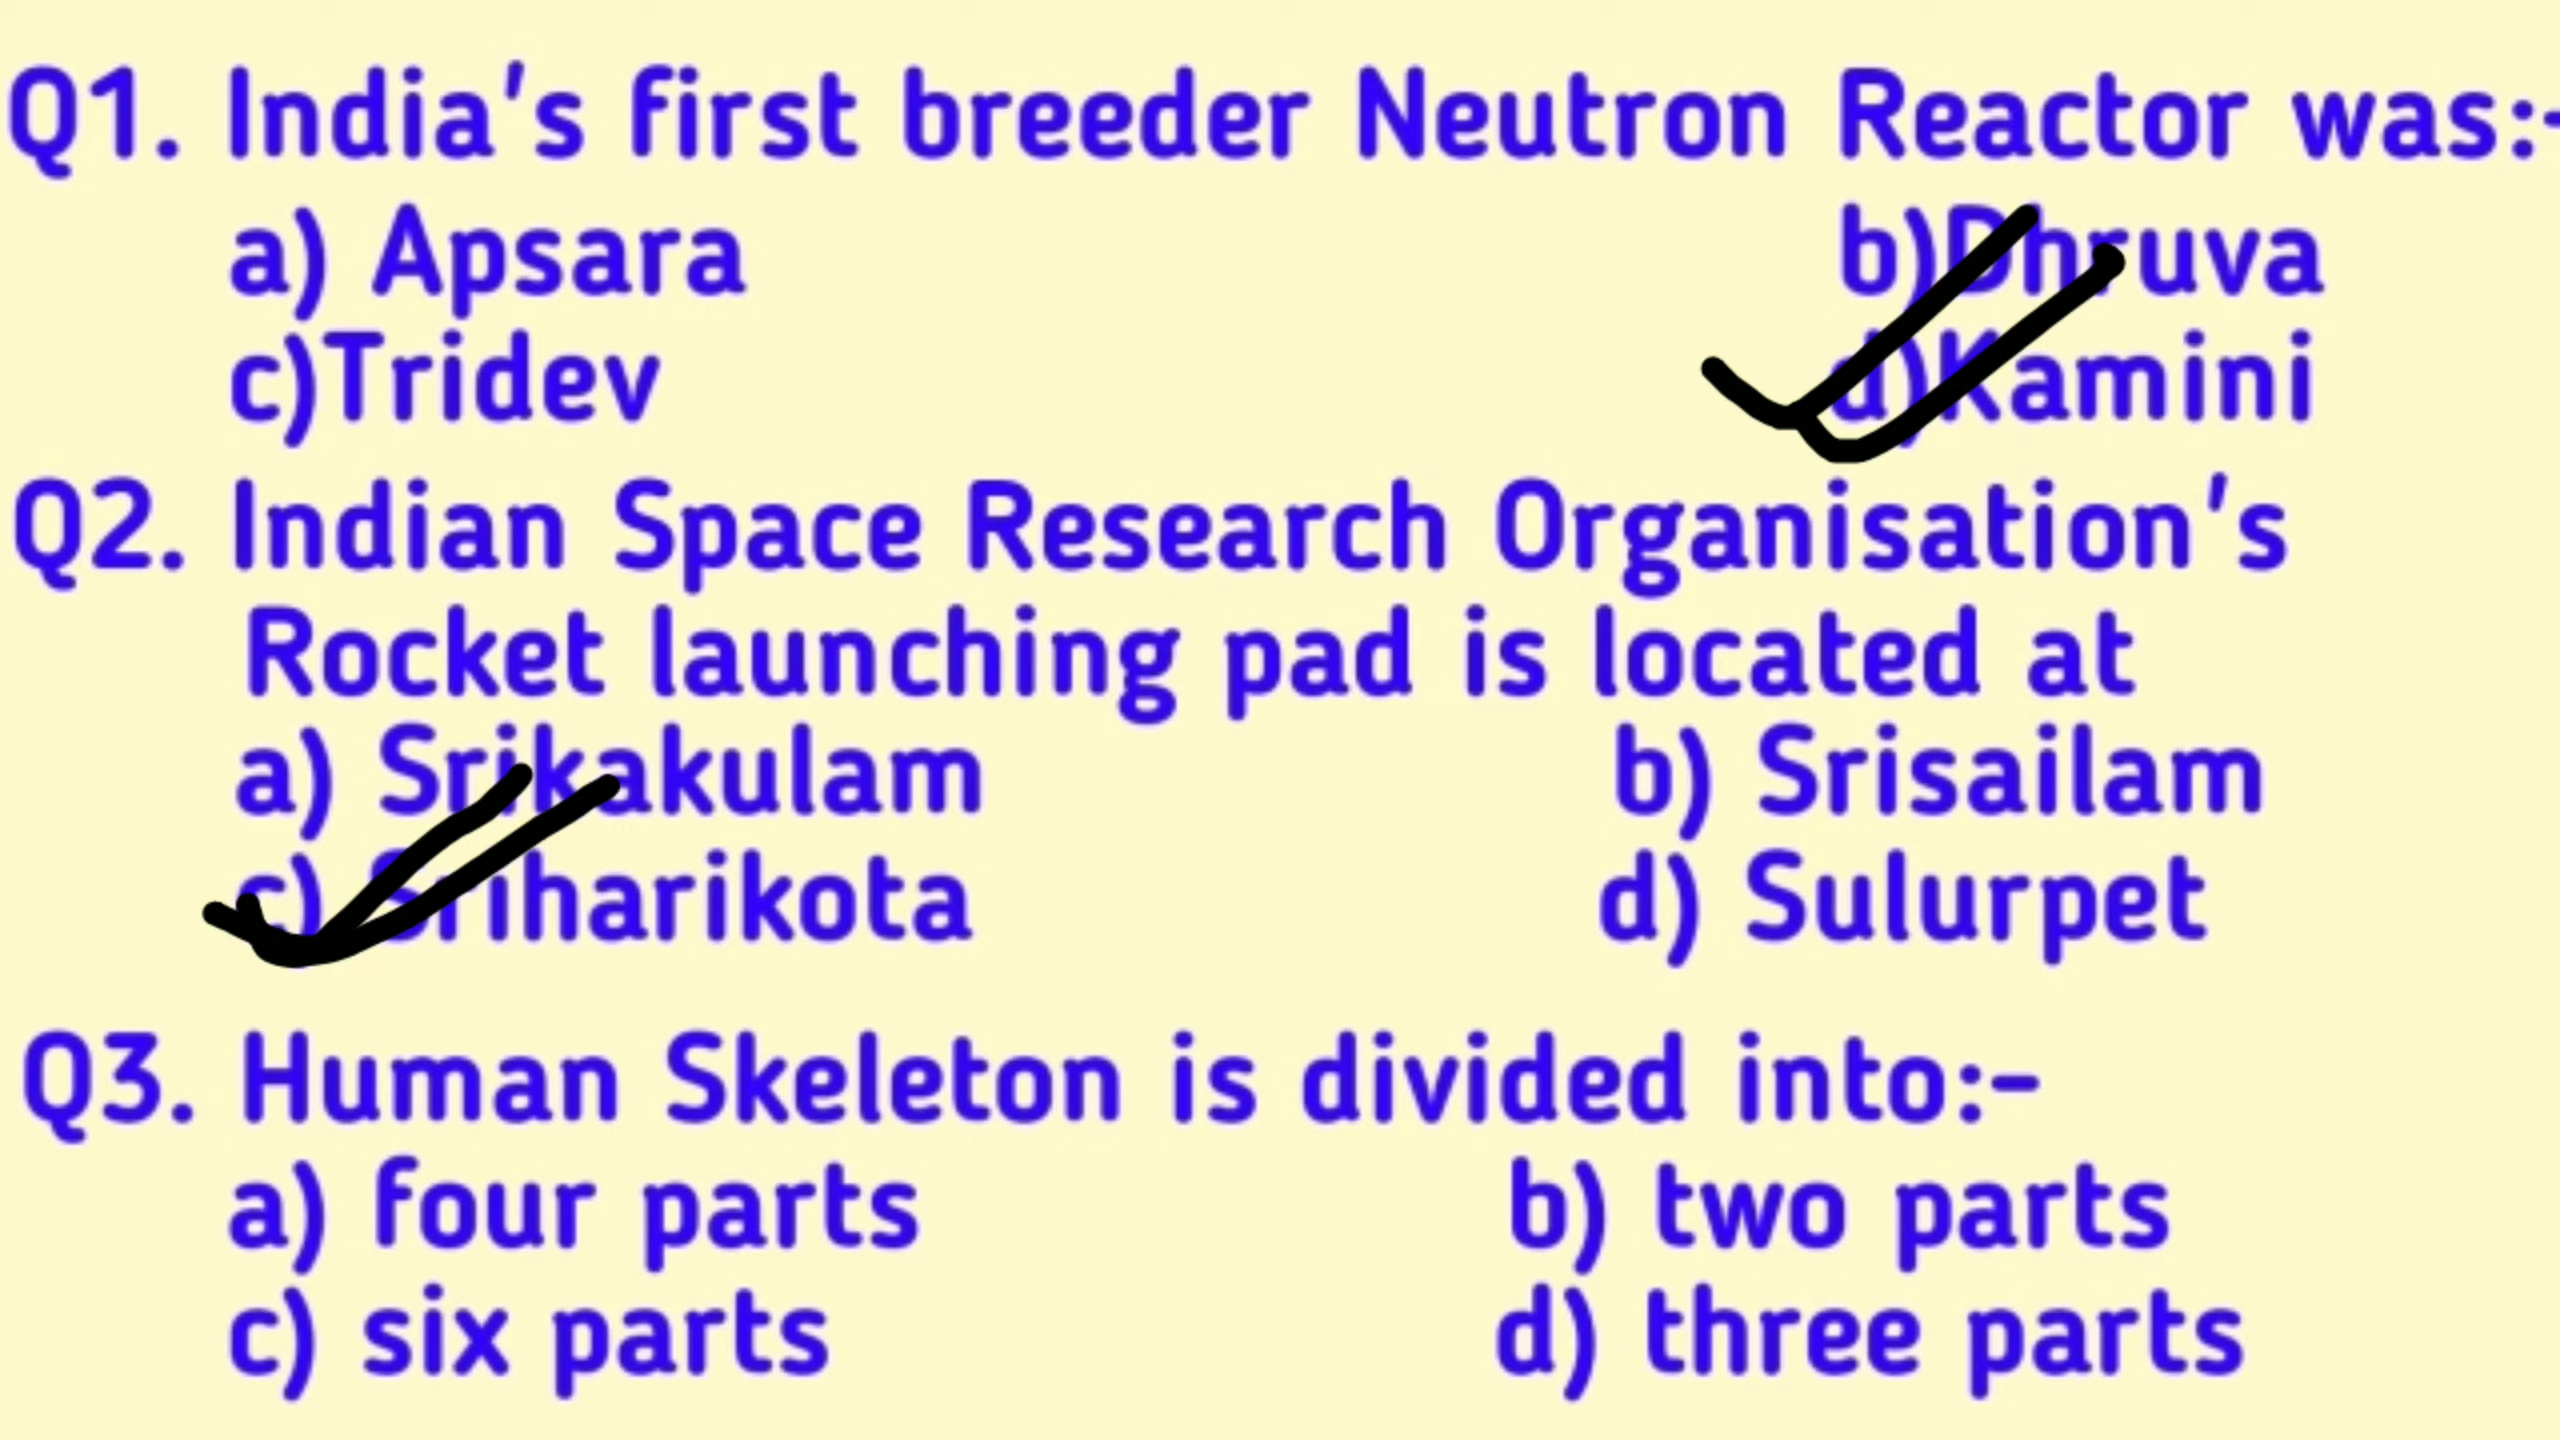 Q1. India's first breeder Neutron Reactor was:-
a) Apsara b)Dhruva
c)Tridev d)Kamini
Q2. Indian Space Research Organisation's
Rocket launching pad is located at
a) Srikakulam b) Srisailam
c) Sriharikota d) Sulurpet
Q3. Human Skeleton is divided into:-
a) four parts b) two parts
c) six parts d) three parts